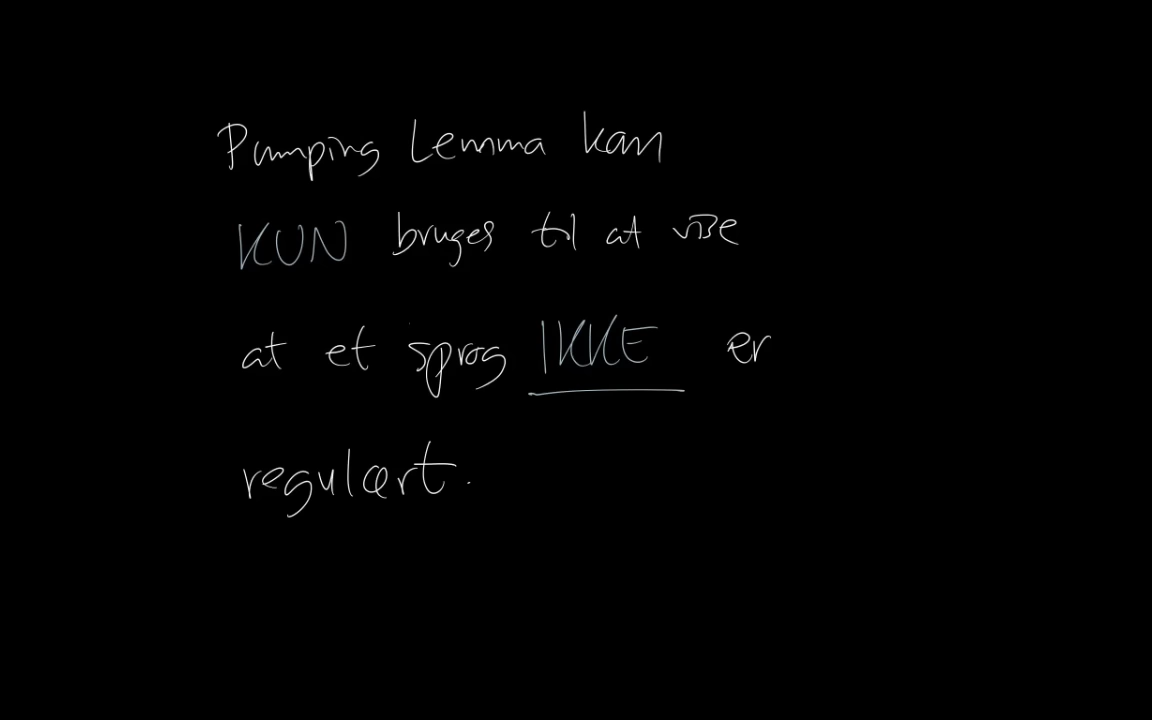 Pumping Lemma kan
KUN bruges til at vise
at et sprog IKKE er
regulært.